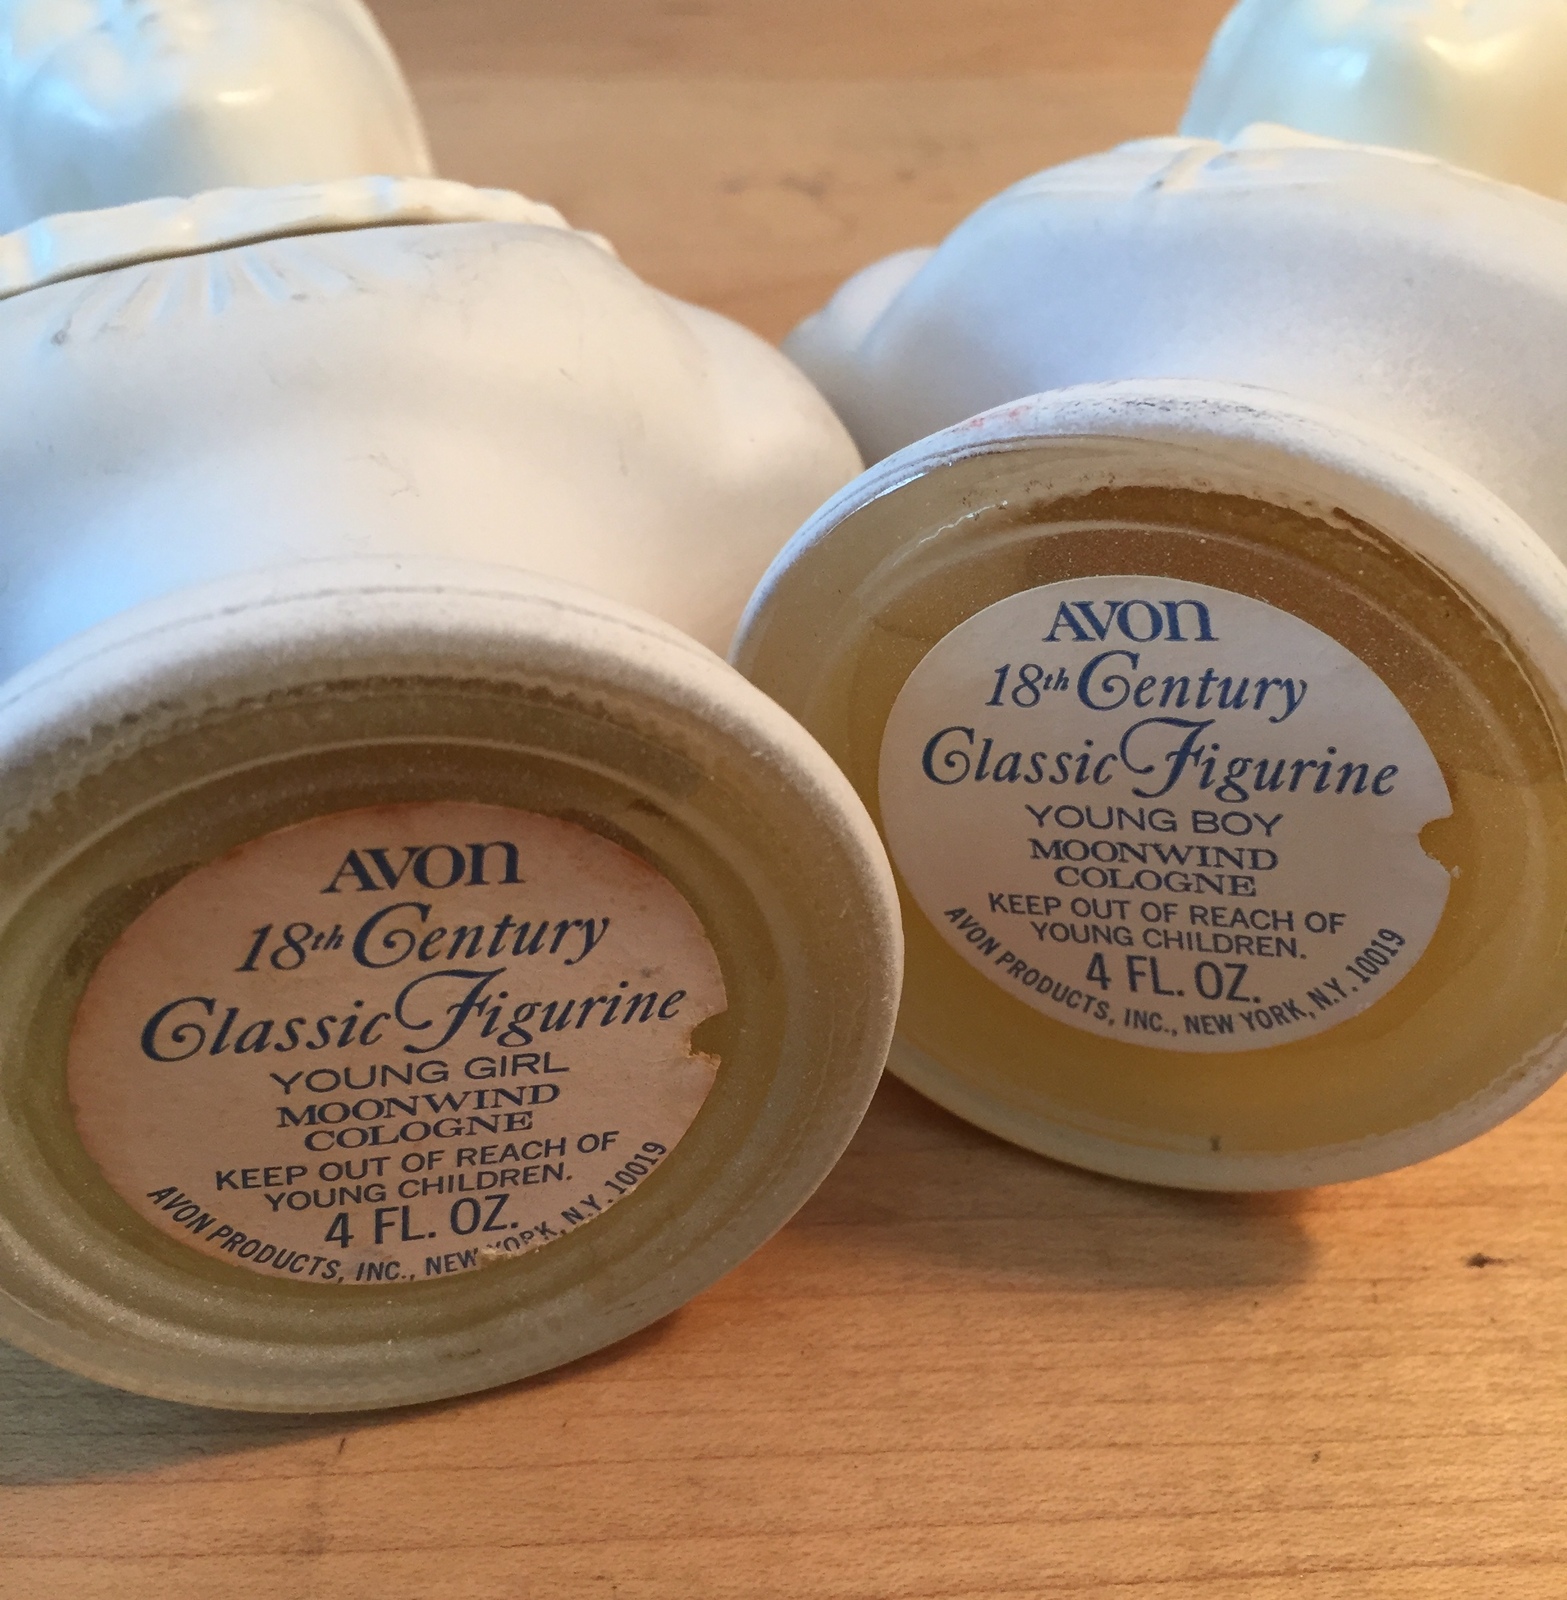 AVON
18th Century
Classic Figurine
YOUNG GIRL
MOONWIND
COLOGNE
KEEP OUT OF REACH OF
YOUNG CHILDREN.
4 FL. OZ.
AVON PRODUCTS, INC., NEW YORK, N.Y. 10019
AVON
18th Century
Classic Figurine
YOUNG BOY
MOONWIND
COLOGNE
KEEP OUT OF REACH OF
YOUNG CHILDREN.
4 FL. OZ.
AVON PRODUCTS, INC., NEW YORK, N.Y. 10019